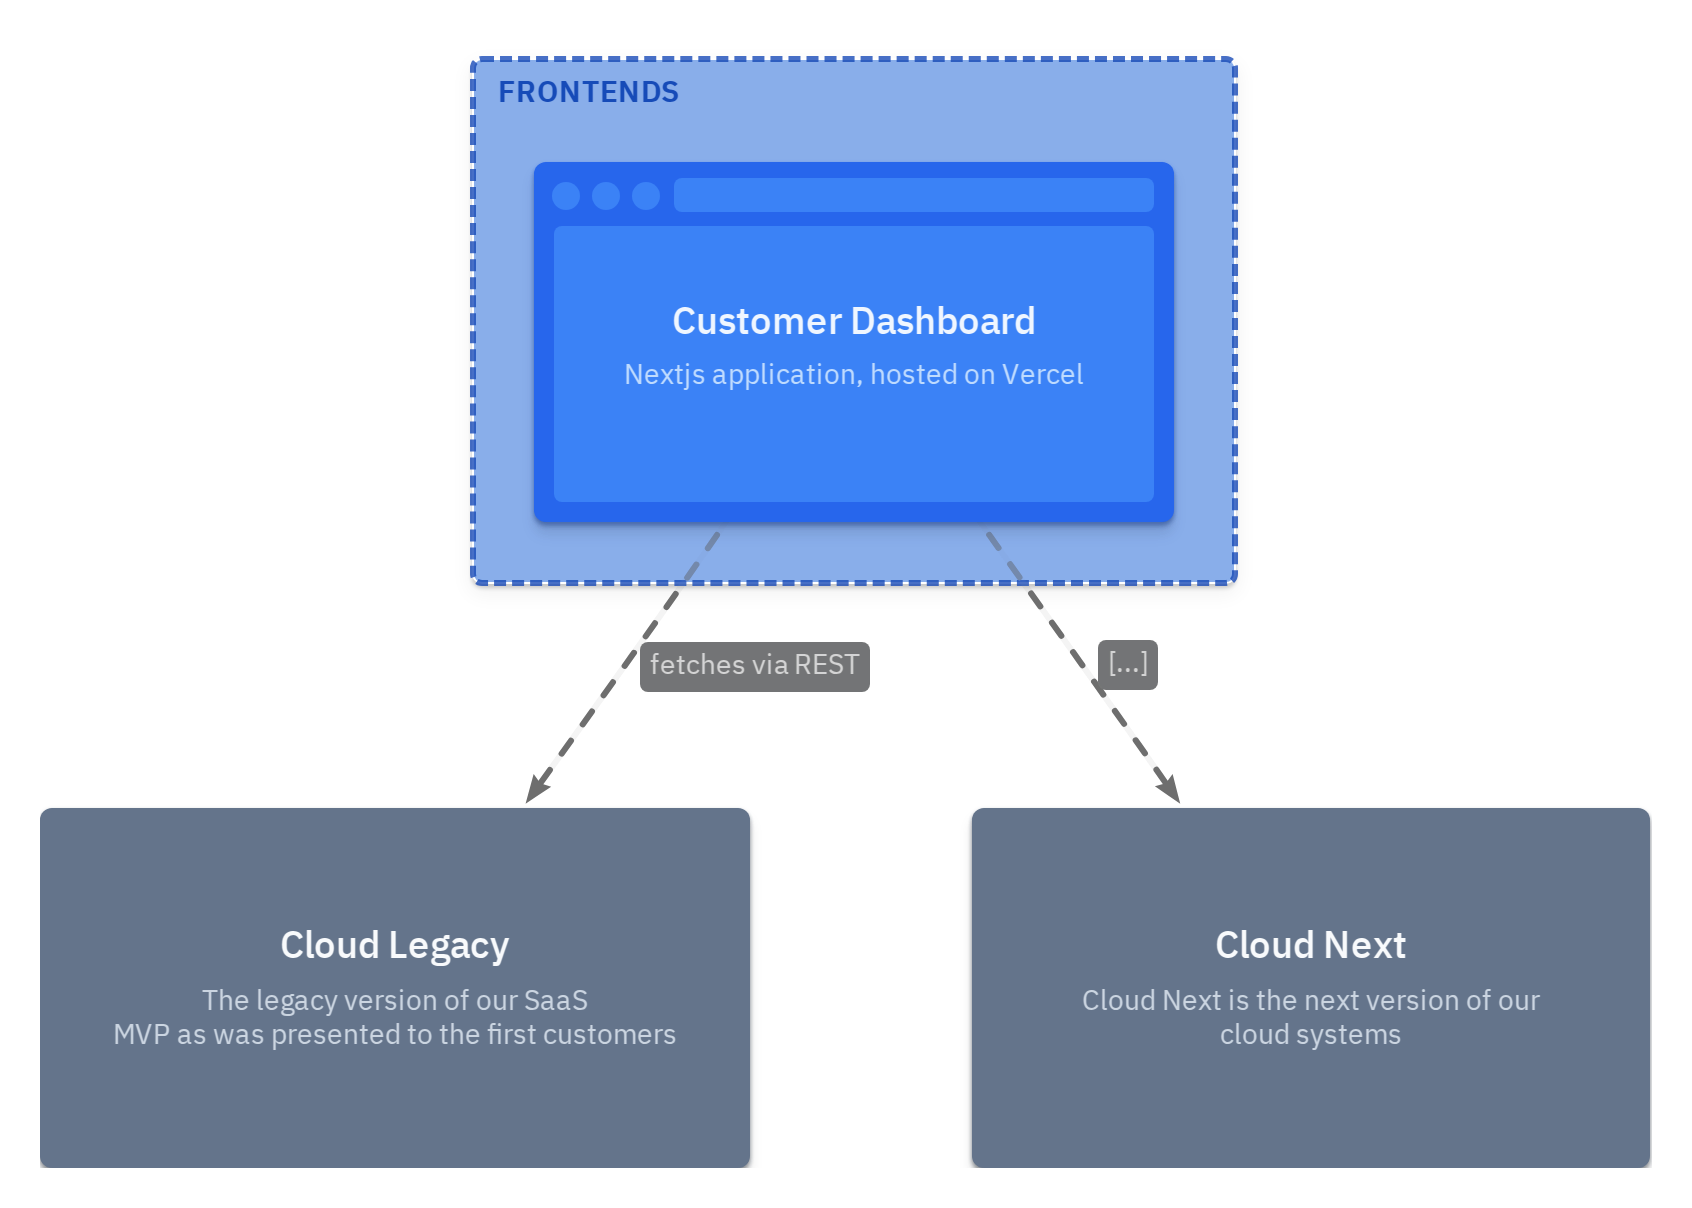 FRONTENDS
Customer Dashboard
Nextjs application, hosted on Vercel
fetches via REST
[...]
Cloud Legacy
The legacy version of our SaaS
MVP as was presented to the first customers
Cloud Next
Cloud Next is the next version of our
cloud systems